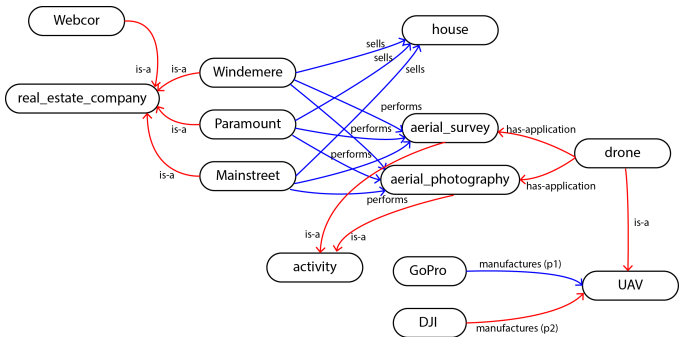 Webcor
house
sells
is-a
is-a
sells
sells
Windemere
real_estate_company
performs
Paramount
is-a
performs
aerial_survey
has-application
drone
performs
Mainstreet
is-a
aerial_photography
has-application
performs
is-a
is-a
is-a
activity
GoPro
manufactures (p1)
UAV
DJI
manufactures (p2)